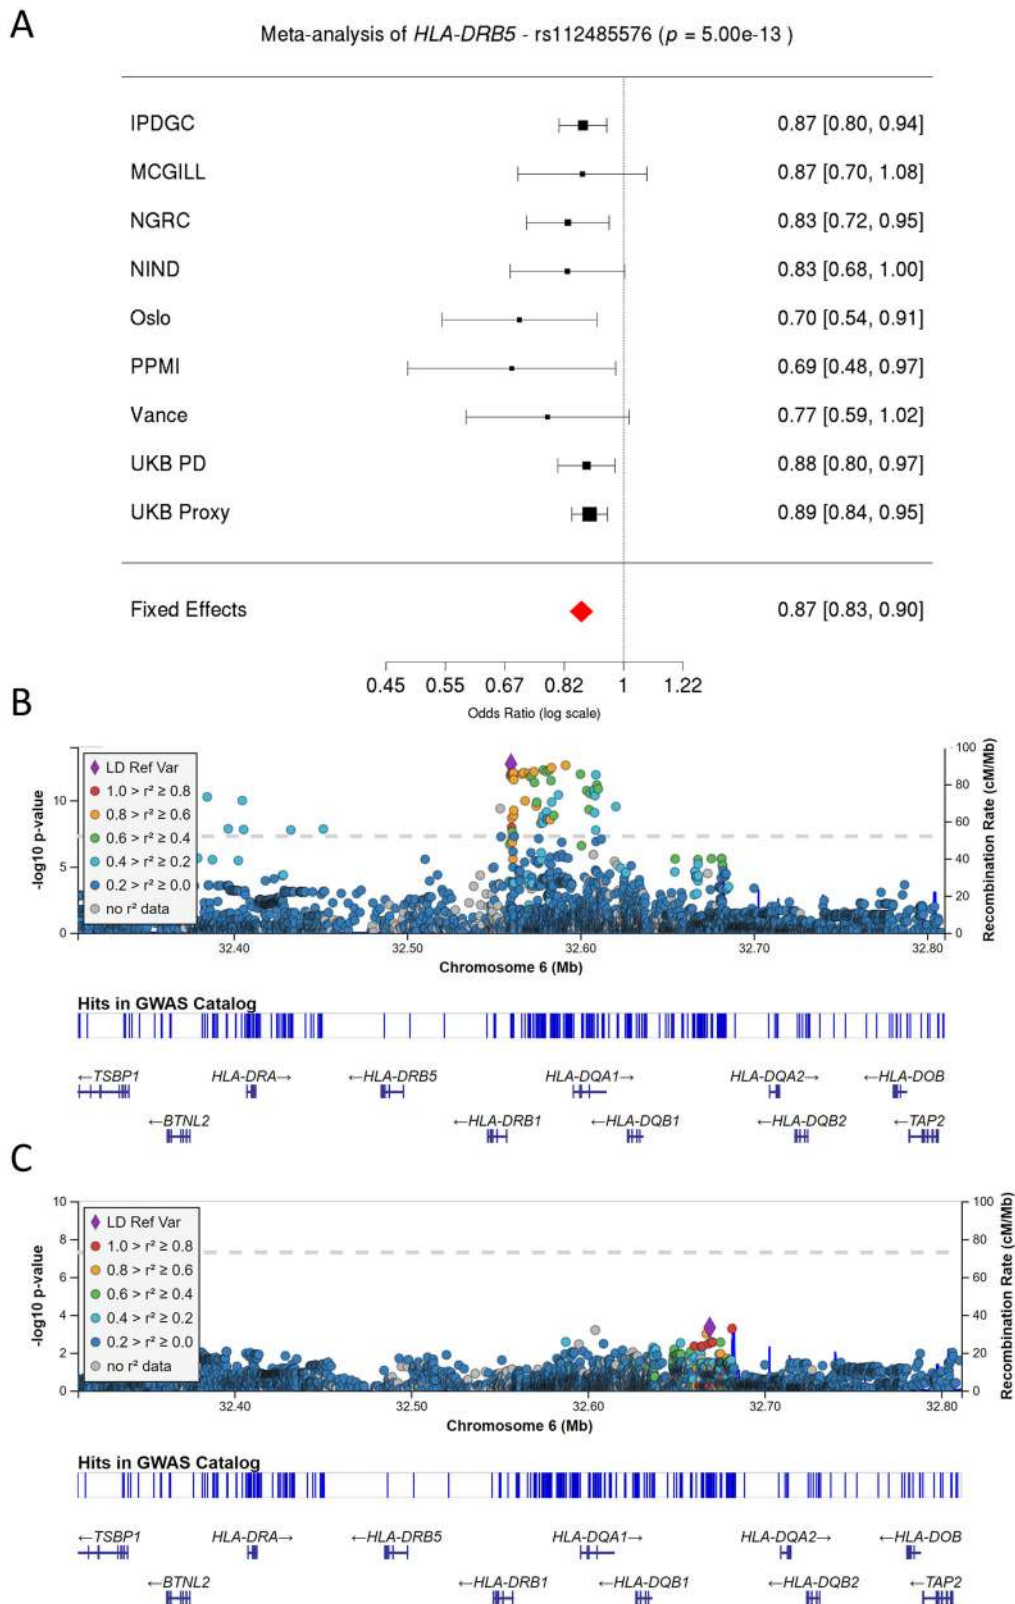 A
Meta-analysis of HLA-DRB5 - rs112485576 (p = 5.00e-13 )
IPDGC 0.87 [0.80, 0.94]
MCGILL 0.87 [0.70, 1.08]
NGRC 0.83 [0.72, 0.95]
NIND 0.83 [0.68, 1.00]
Oslo 0.70 [0.54, 0.91]
PPMI 0.69 [0.48, 0.97]
Vance 0.77 [0.59, 1.02]
UKB PD 0.88 [0.80, 0.97]
UKB Proxy 0.89 [0.84, 0.95]
Fixed Effects 0.87 [0.83, 0.90]
0.45 0.55 0.67 0.82 1 1.22
Odds Ratio (log scale)
B
-log10 p-value
10
5
0
LD Ref Var
1.0 > r² ≥ 0.8
0.8 > r² ≥ 0.6
0.6 > r² ≥ 0.4
0.4 > r² ≥ 0.2
0.2 > r² ≥ 0.0
no r² data
100
80
60
40
20
0
Recombination Rate (cM/Mb)
32.40 32.50 32.60 32.70 32.80
Chromosome 6 (Mb)
Hits in GWAS Catalog
←TSBP1 HLA-DRA→ ←HLA-DRB5 HLA-DQA1→ HLA-DQA2→ ←HLA-DOB
←BTNL2 ←HLA-DRB1 ←HLA-DQB1 ←HLA-DQB2 ←TAP2
C
-log10 p-value
10
8
6
4
2
0
LD Ref Var
1.0 > r² ≥ 0.8
0.8 > r² ≥ 0.6
0.6 > r² ≥ 0.4
0.4 > r² ≥ 0.2
0.2 > r² ≥ 0.0
no r² data
100
80
60
40
20
0
Recombination Rate (cM/Mb)
32.40 32.50 32.60 32.70 32.80
Chromosome 6 (Mb)
Hits in GWAS Catalog
←TSBP1 HLA-DRA→ ←HLA-DRB5 HLA-DQA1→ HLA-DQA2→ ←HLA-DOB
←BTNL2 ←HLA-DRB1 ←HLA-DQB1 ←HLA-DQB2 ←TAP2